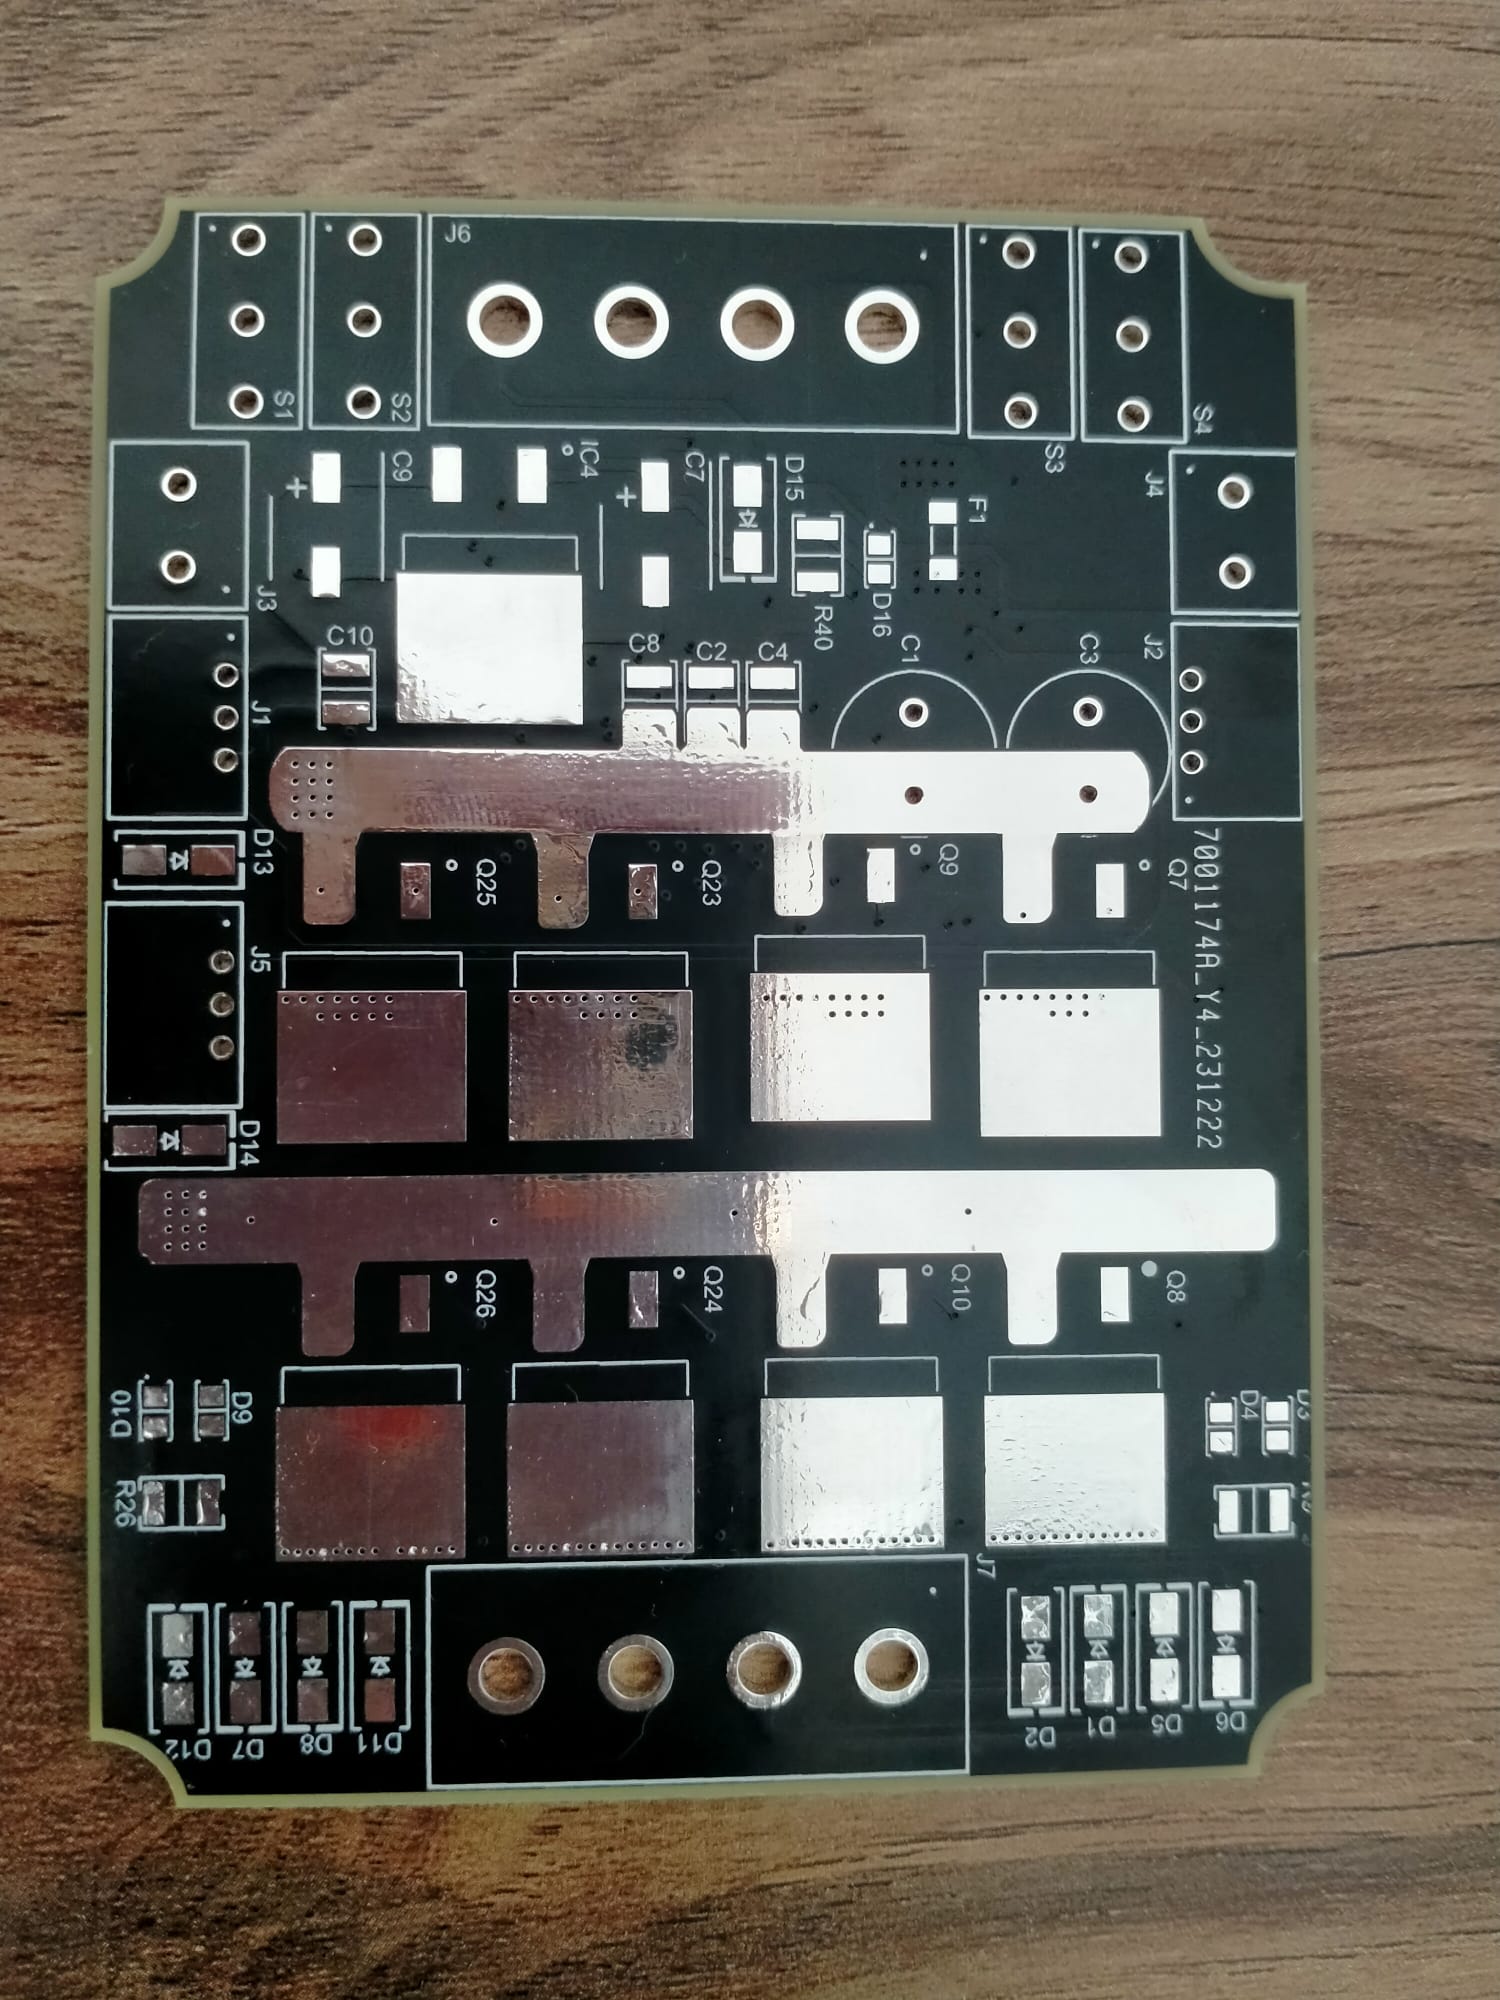 D3
R9
D4
D6
S4
7001174A_Y4_231222
J4
J2
Q7
Q8
D5
C3
D1
S3
D2
F1
J7
Q9
Q10
C1
D16
R40
D15
C4
C2
Q23
Q24
C7
C8
+
IC4
Q25
Q26
J6
S2
C9
D11
C10
D8
+
S1
J3
J1
D13
J5
D14
D9
D7
D12
D10
R26